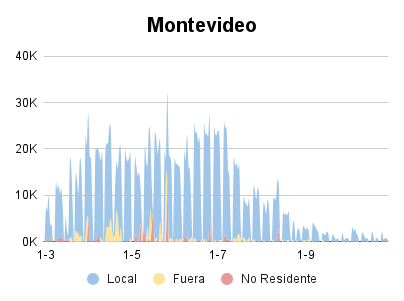 Montevideo
40K
30K
20K
10K
0K
1-3 1-5 1-7 1-9
Local Fuera No Residente